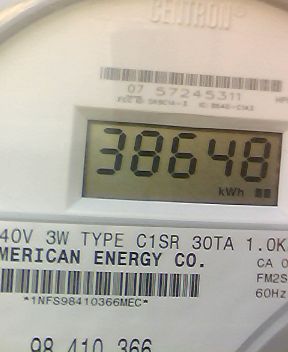 CENTRON®
07 57245311
38648
kWh
40V 3W TYPE C1SR 30TA 1.0K
MERICAN ENERGY CO.
CA 0
FM2S
60Hz
*1NFS98410366MEC*
98 410 366